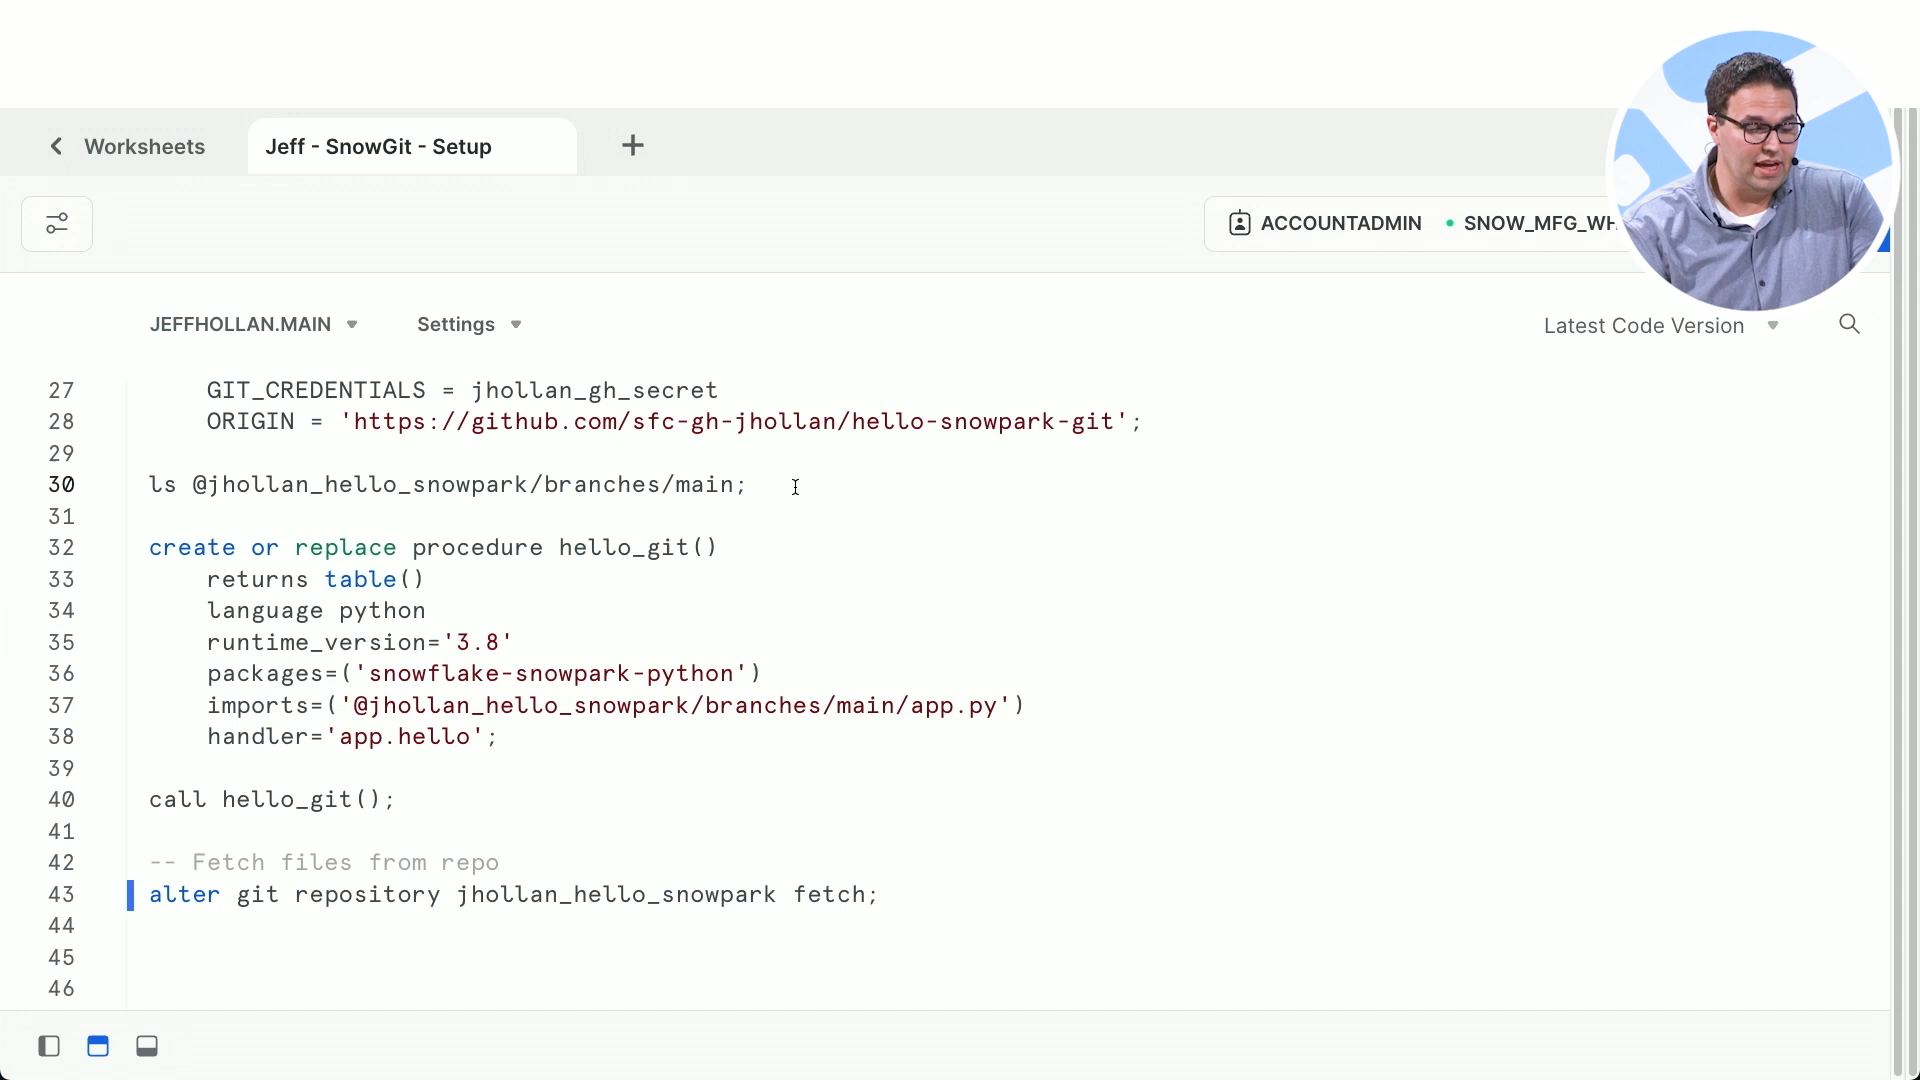 Worksheets
Jeff - SnowGit - Setup
ACCOUNTADMIN
SNOW_MFG_WH
JEFFHOLLAN.MAIN
Settings
Latest Code Version
27 GIT_CREDENTIALS = jhollan_gh_secret
28 ORIGIN = 'https://github.com/sfc-gh-jhollan/hello-snowpark-git';
29
30 ls @jhollan_hello_snowpark/branches/main;
31
32 create or replace procedure hello_git()
33 returns table()
34 language python
35 runtime_version='3.8'
36 packages=('snowflake-snowpark-python')
37 imports=('@jhollan_hello_snowpark/branches/main/app.py')
38 handler='app.hello';
39
40 call hello_git();
41
42 -- Fetch files from repo
43 alter git repository jhollan_hello_snowpark fetch;
44
45
46